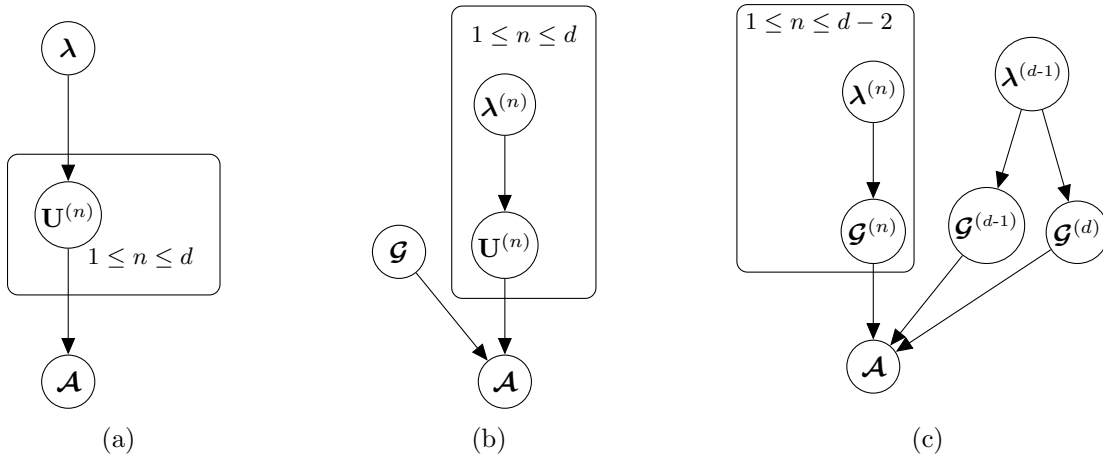 λ
U^(n)
1 ≤ n ≤ d
𝓐
(a)
1 ≤ n ≤ d
λ^(n)
U^(n)
𝓖
𝓐
(b)
1 ≤ n ≤ d − 2
λ^(n)
λ^(d-1)
𝓖^(n)
𝓖^(d-1)
𝓖^(d)
𝓐
(c)